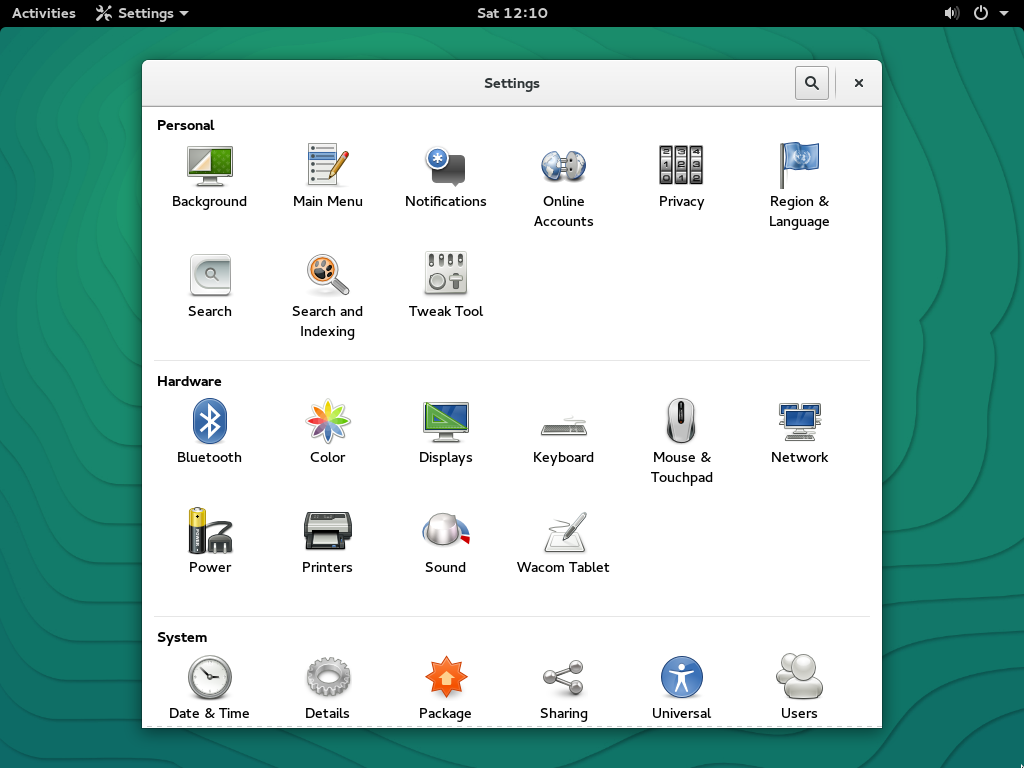 Activities Settings Sat 12:10
Settings
Personal
Background Main Menu Notifications Online Accounts Privacy Region & Language
Search Search and Indexing Tweak Tool
Hardware
Bluetooth Color Displays Keyboard Mouse & Touchpad Network
Power Printers Sound Wacom Tablet
System
Date & Time Details Package Sharing Universal Users